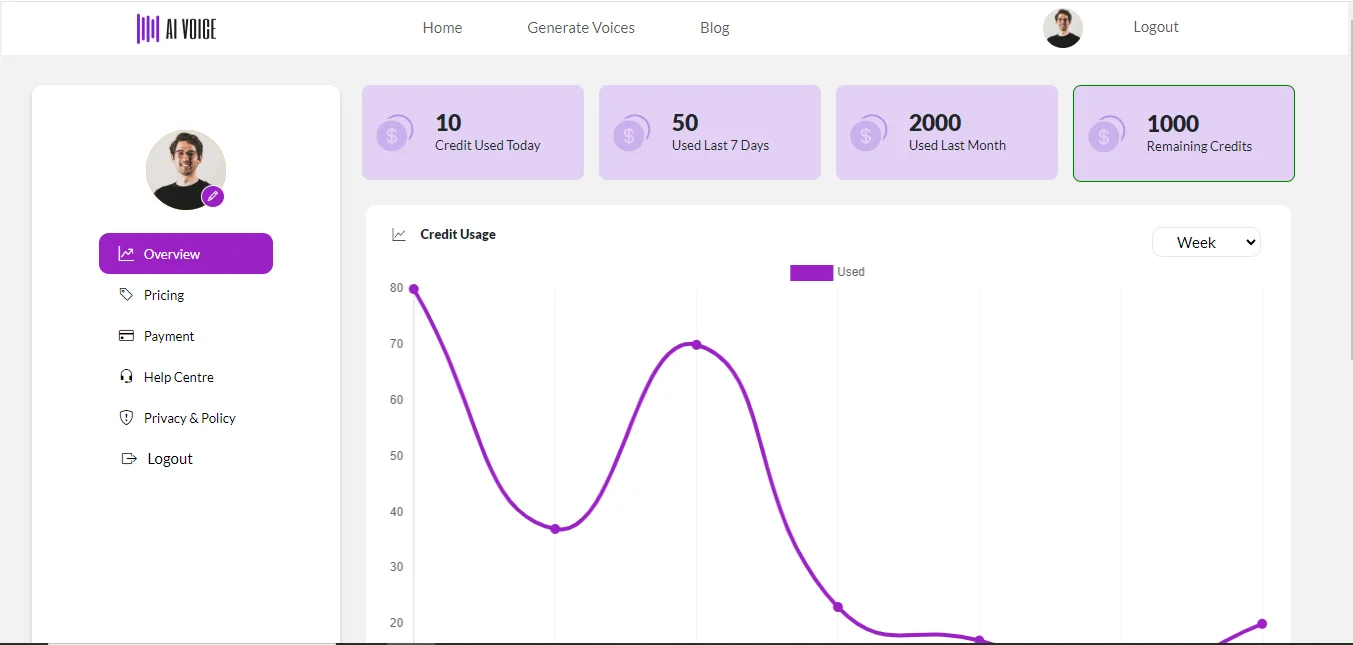 AI VOICE
Home
Generate Voices
Blog
Logout
10
Credit Used Today
50
Used Last 7 Days
2000
Used Last Month
1000
Remaining Credits
Overview
Pricing
Payment
Help Centre
Privacy & Policy
Logout
Credit Usage
Week
Used
80
70
60
50
40
30
20